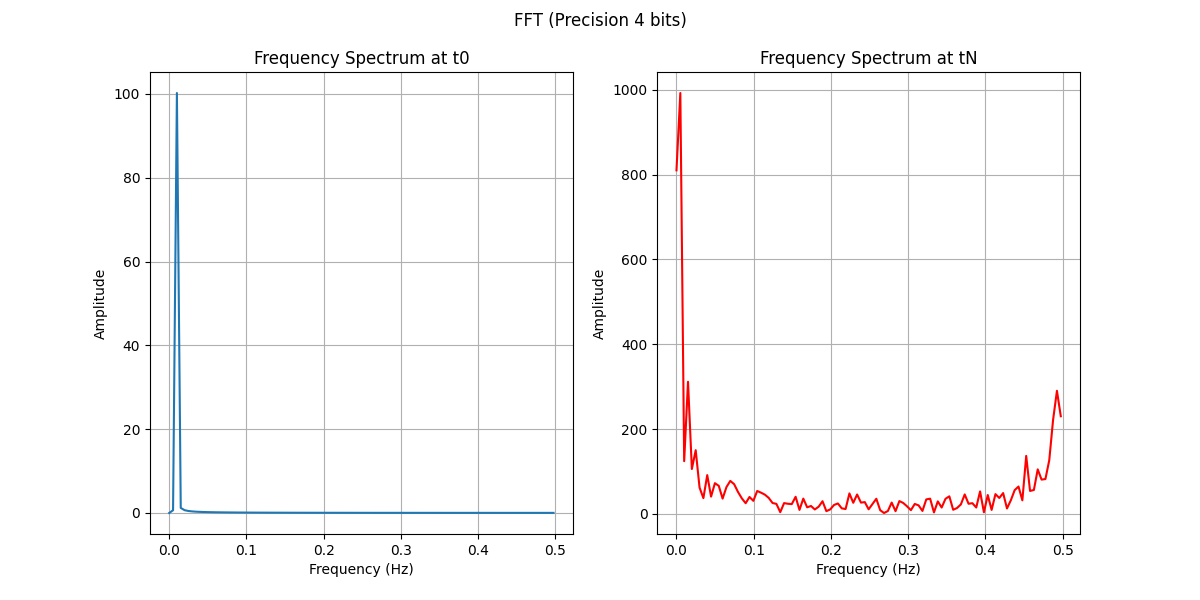 FFT (Precision 4 bits)
Frequency Spectrum at t0
Amplitude
100
80
60
40
20
0
0.0 0.1 0.2 0.3 0.4 0.5
Frequency (Hz)
Frequency Spectrum at tN
Amplitude
1000
800
600
400
200
0
0.0 0.1 0.2 0.3 0.4 0.5
Frequency (Hz)